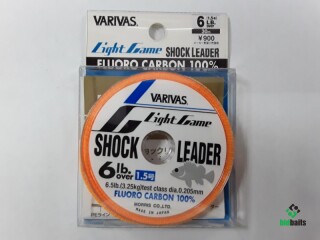 VARIVAS
Light Game
SHOCK LEADER
FLUORO CARBON 100%
6 LB.
30m
¥900
VARIVAS
Light Game
SHOCK LEADER
6lb. over 1.5号
6.5lb.(3.25kg)test class dia.0.205mm
FLUORO CARBON 100%
MORRIS CO.,LTD.
MADE IN JAPAN
baits